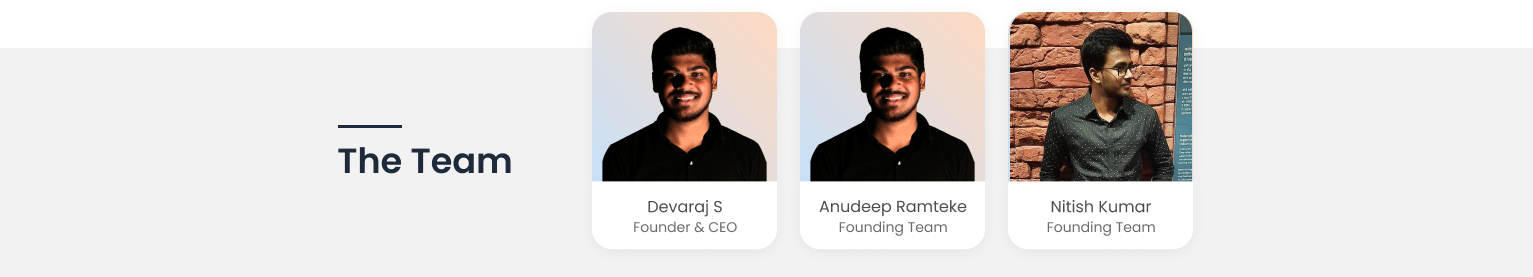 The Team
Devaraj S
Founder & CEO
Anudeep Ramteke
Founding Team
Nitish Kumar
Founding Team